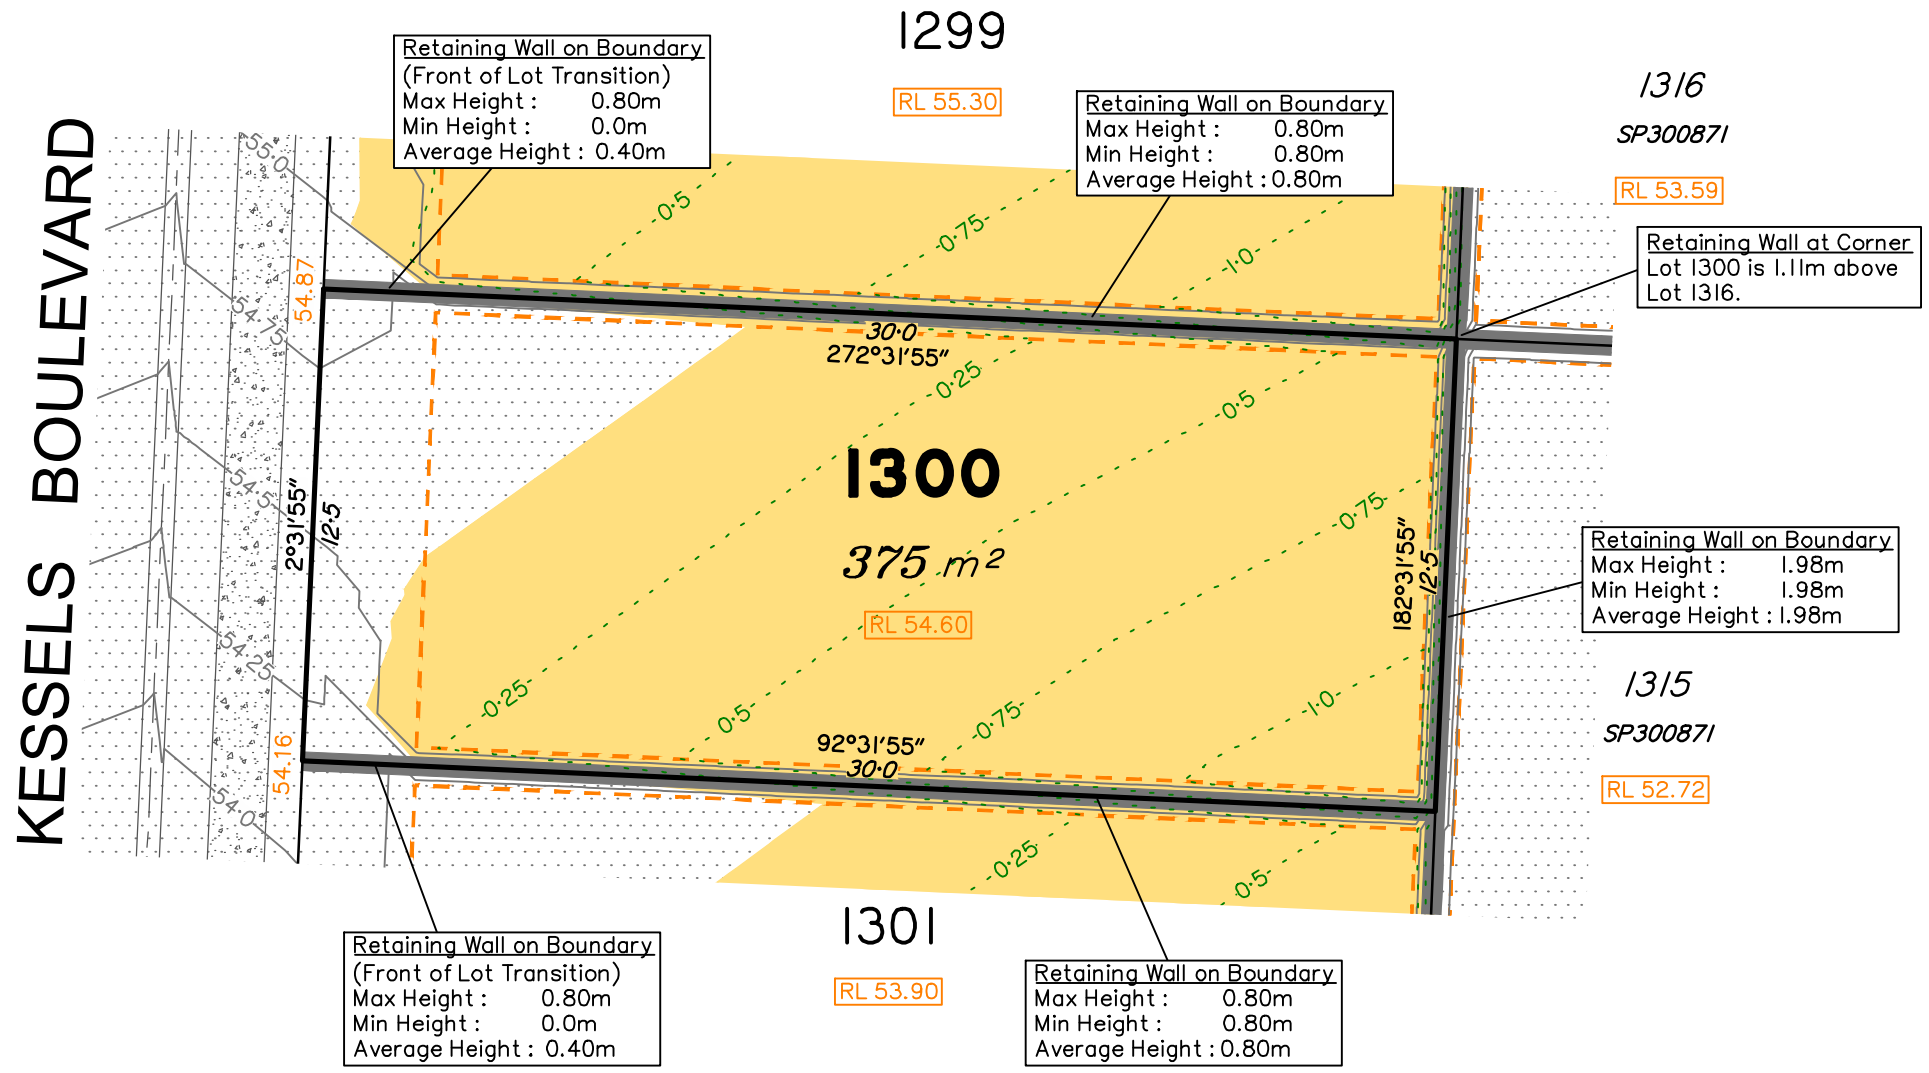 1299
RL 55.30
Retaining Wall on Boundary
(Front of Lot Transition)
Max Height : 0.80m
Min Height : 0.0m
Average Height : 0.40m
Retaining Wall on Boundary
Max Height : 0.80m
Min Height : 0.80m
Average Height : 0.80m
1316
SP300871
RL 53.59
Retaining Wall at Corner
Lot 1300 is 1.11m above
Lot 1316.
KESSELS BOULEVARD
55·0
54·75
54·5
54·25
54·0
54.87
54.16
2°31'55"
12·5
0·5
0·75
1·0
30·0
272°31'55"
0·25
0·5
0·75
1300
375 m²
RL 54.60
182°31'55"
12·5
0·25
0·5
0·75
1·0
92°31'55"
30·0
Retaining Wall on Boundary
Max Height : 1.98m
Min Height : 1.98m
Average Height : 1.98m
1315
SP300871
RL 52.72
0·25
0·5
1301
RL 53.90
Retaining Wall on Boundary
(Front of Lot Transition)
Max Height : 0.80m
Min Height : 0.0m
Average Height : 0.40m
Retaining Wall on Boundary
Max Height : 0.80m
Min Height : 0.80m
Average Height : 0.80m